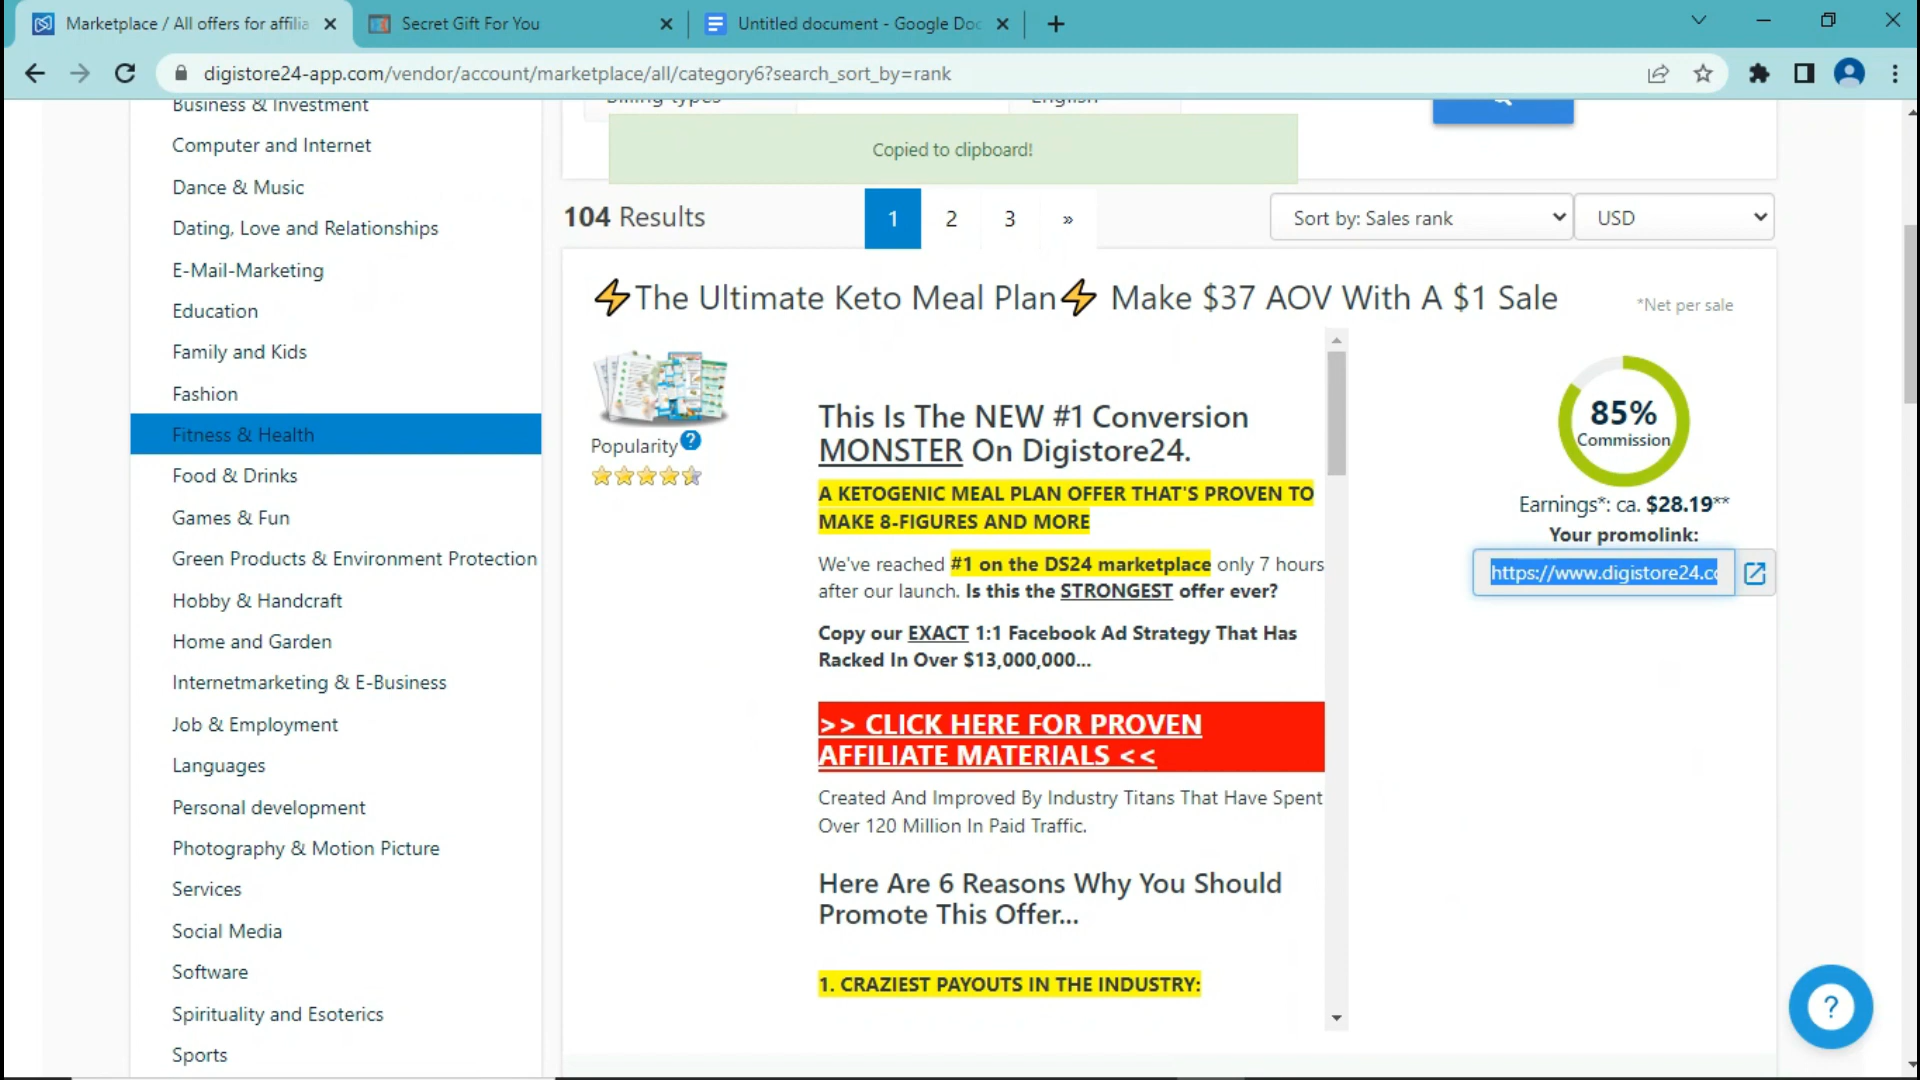 Marketplace / All offers for affilia
Secret Gift For You
Untitled document - Google Doc
digistore24-app.com/vendor/account/marketplace/all/category6?search_sort_by=rank
Business & Investment
Computer and Internet
Dance & Music
Dating, Love and Relationships
E-Mail-Marketing
Education
Family and Kids
Fashion
Fitness & Health
Food & Drinks
Games & Fun
Green Products & Environment Protection
Hobby & Handcraft
Home and Garden
Internetmarketing & E-Business
Job & Employment
Languages
Personal development
Photography & Motion Picture
Services
Social Media
Software
Spirituality and Esoterics
Sports
Billing types
English
Copied to clipboard!
104 Results
1 2 3 »
Sort by: Sales rank
USD
⚡The Ultimate Keto Meal Plan⚡ Make $37 AOV With A $1 Sale
*Net per sale
Popularity ?
This Is The NEW #1 Conversion
MONSTER On Digistore24.
A KETOGENIC MEAL PLAN OFFER THAT'S PROVEN TO
MAKE 8-FIGURES AND MORE
We've reached #1 on the DS24 marketplace only 7 hours
after our launch. Is this the STRONGEST offer ever?
Copy our EXACT 1:1 Facebook Ad Strategy That Has
Racked In Over $13,000,000...
>> CLICK HERE FOR PROVEN
AFFILIATE MATERIALS <<
Created And Improved By Industry Titans That Have Spent
Over 120 Million In Paid Traffic.
Here Are 6 Reasons Why You Should
Promote This Offer...
1. CRAZIEST PAYOUTS IN THE INDUSTRY:
85%
Commission
Earnings*: ca. $28.19**
Your promolink:
https://www.digistore24.co
?